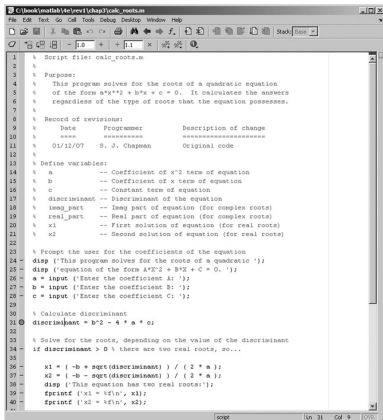 C:\book\matlab\4e\rev1\chap3\calc_roots.m
File Edit Text Go Cell Tools Debug Desktop Window Help
Stack: Base
- 1.0 + ÷ 1.1 ×
1 % Script file: calc_roots.m
2 %
3 % Purpose:
4 % This program solves for the roots of a quadratic equation
5 % of the form a*x**2 + b*x + c = 0. It calculates the answers
6 % regardless of the type of roots that the equation possesses.
7 %
8 % Record of revisions:
9 % Date Programmer Description of change
10 % ==== ========== =====================
11 % 01/12/07 S. J. Chapman Original code
12 %
13 % Define variables:
14 % a -- Coefficient of x^2 term of equation
15 % b -- Coefficient of x term of equation
16 % c -- Constant term of equation
17 % discriminant -- Discriminant of the equation
18 % imag_part -- Imag part of equation (for complex roots)
19 % real_part -- Real part of equation (for complex roots)
20 % x1 -- First solution of equation (for real roots)
21 % x2 -- Second solution of equation (for real roots)
22
23 % Prompt the user for the coefficients of the equation
24 - disp ('This program solves for the roots of a quadratic ');
25 - disp ('equation of the form A*X^2 + B*X + C = 0. ');
26 - a = input ('Enter the coefficient A: ');
27 - b = input ('Enter the coefficient B: ');
28 - c = input ('Enter the coefficient C: ');
29
30 % Calculate discriminant
31 discriminant = b^2 - 4 * a * c;
32
33 % Solve for the roots, depending on the value of the discriminant
34 - if discriminant > 0 % there are two real roots, so...
35
36 - x1 = ( -b + sqrt(discriminant) ) / ( 2 * a );
37 - x2 = ( -b - sqrt(discriminant) ) / ( 2 * a );
38 - disp ('This equation has two real roots:');
39 - fprintf ('x1 = %f\n', x1);
40 - fprintf ('x2 = %f\n', x2);
script Ln 31 Col 9 OVR